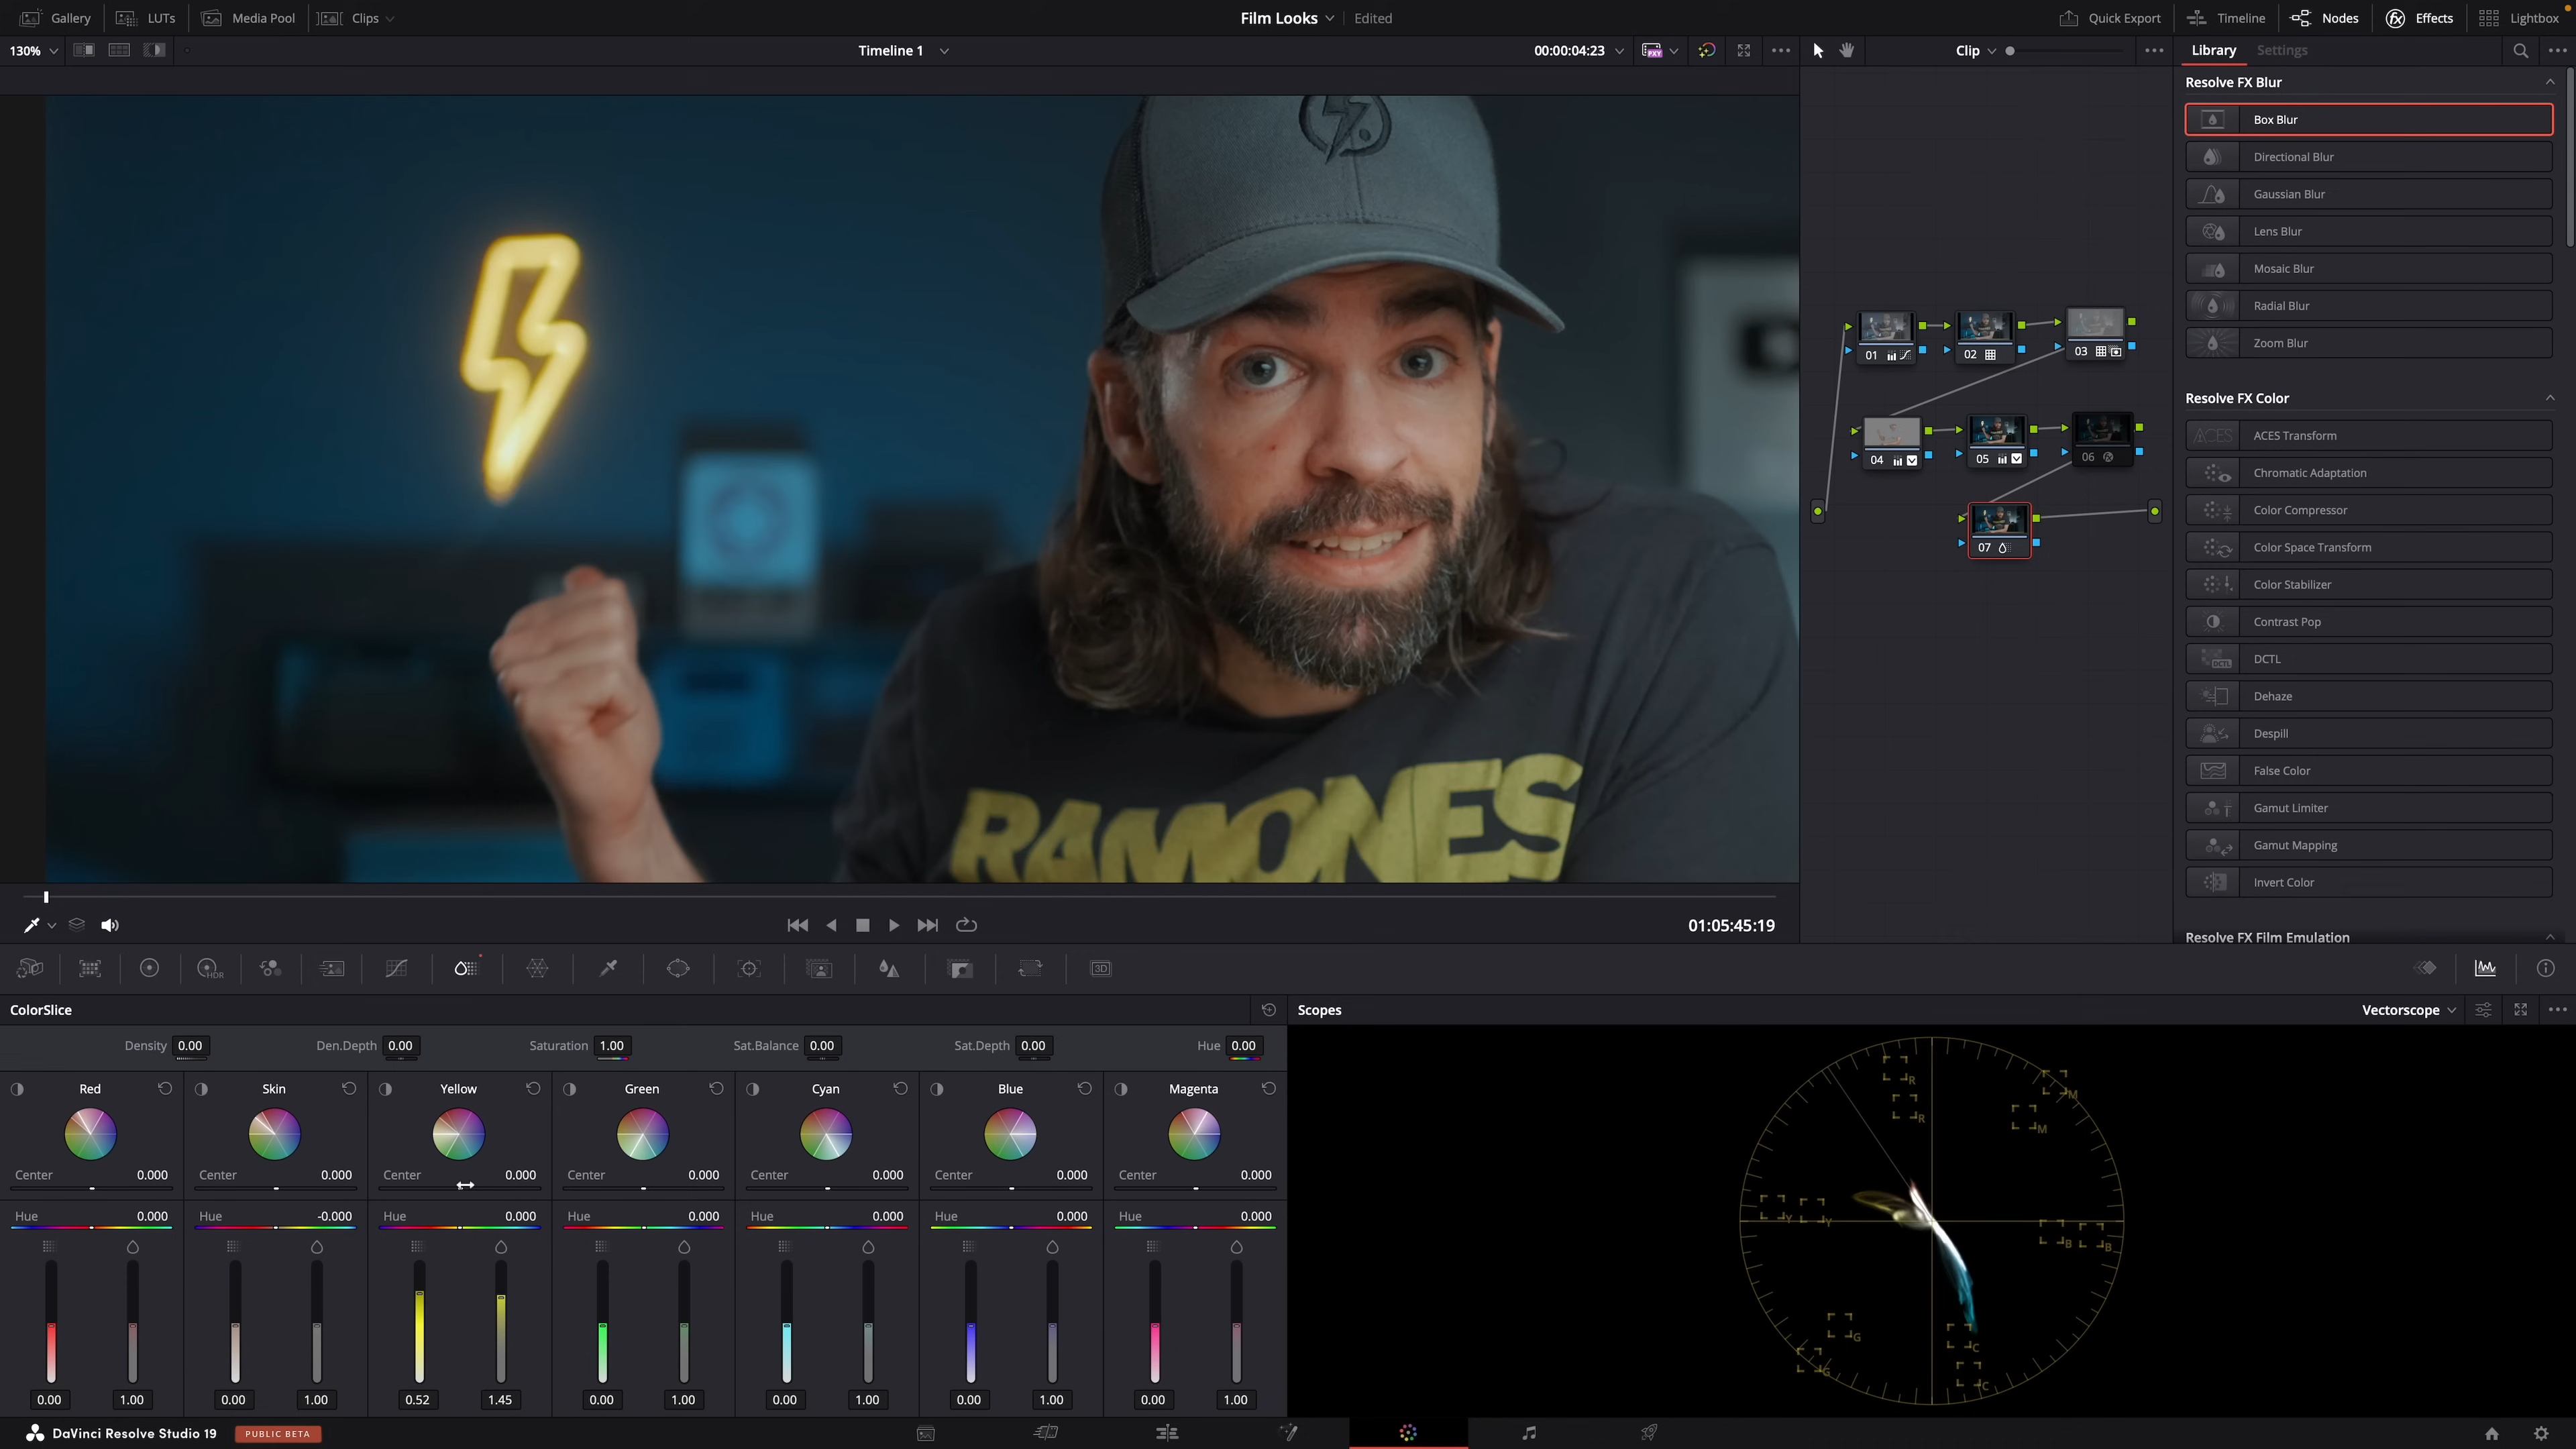 Gallery LUTs Media Pool Clips Film Looks Edited Quick Export Timeline Nodes fx Effects Lightbox
130% Timeline 1 00:00:04:23 PXY Clip Library Settings
Resolve FX Blur
Box Blur
Directional Blur
Gaussian Blur
Lens Blur
Mosaic Blur
Radial Blur
Zoom Blur
01 02 03
04 05 06
07
Resolve FX Color
ACES ACES Transform
Chromatic Adaptation
Color Compressor
Color Space Transform
Color Stabilizer
Contrast Pop
DCTL DCTL
Dehaze
Despill
False Color
Gamut Limiter
Gamut Mapping
Invert Color
Resolve FX Film Emulation
RAMONES
01:05:45:19
HDR 3D
ColorSlice Scopes Vectorscope
Density 0.00 Den.Depth 0.00 Saturation 1.00 Sat.Balance 0.00 Sat.Depth 0.00 Hue 0.00
Red Skin Yellow Green Cyan Blue Magenta
Center 0.000 Center 0.000 Center 0.000 Center 0.000 Center 0.000 Center 0.000 Center 0.000
Hue 0.000 Hue -0.000 Hue 0.000 Hue 0.000 Hue 0.000 Hue 0.000 Hue 0.000
0.00 1.00 0.00 1.00 0.52 1.45 0.00 1.00 0.00 1.00 0.00 1.00 0.00 1.00
R
M
R
M
Y Y
B B
G
C
G
C
DaVinci Resolve Studio 19 PUBLIC BETA